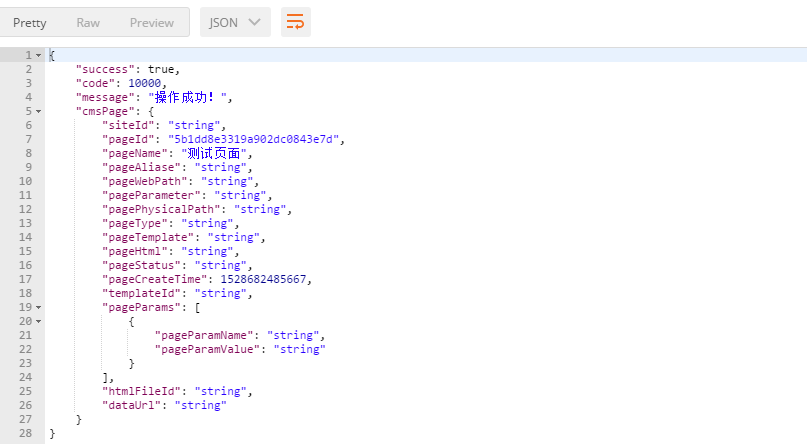 Pretty Raw Preview JSON
1 {
2 "success": true,
3 "code": 10000,
4 "message": "操作成功！",
5 "cmsPage": {
6 "siteId": "string",
7 "pageId": "5b1dd8e3319a902dc0843e7d",
8 "pageName": "测试页面",
9 "pageAliase": "string",
10 "pageWebPath": "string",
11 "pageParameter": "string",
12 "pagePhysicalPath": "string",
13 "pageType": "string",
14 "pageTemplate": "string",
15 "pageHtml": "string",
16 "pageStatus": "string",
17 "pageCreateTime": 1528682485667,
18 "templateId": "string",
19 "pageParams": [
20 {
21 "pageParamName": "string",
22 "pageParamValue": "string"
23 }
24 ],
25 "htmlFileId": "string",
26 "dataUrl": "string"
27 }
28 }